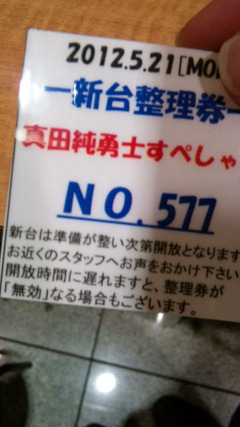 2012.5.21[MO
－新台整理券－
真田純勇士すぺしゃ
NO.577
新台は準備が整い次第開放となります
お近くのスタッフへお声をおかけ下さい
開放時間に遅れますと、整理券が
「無効」なる場合もございます。